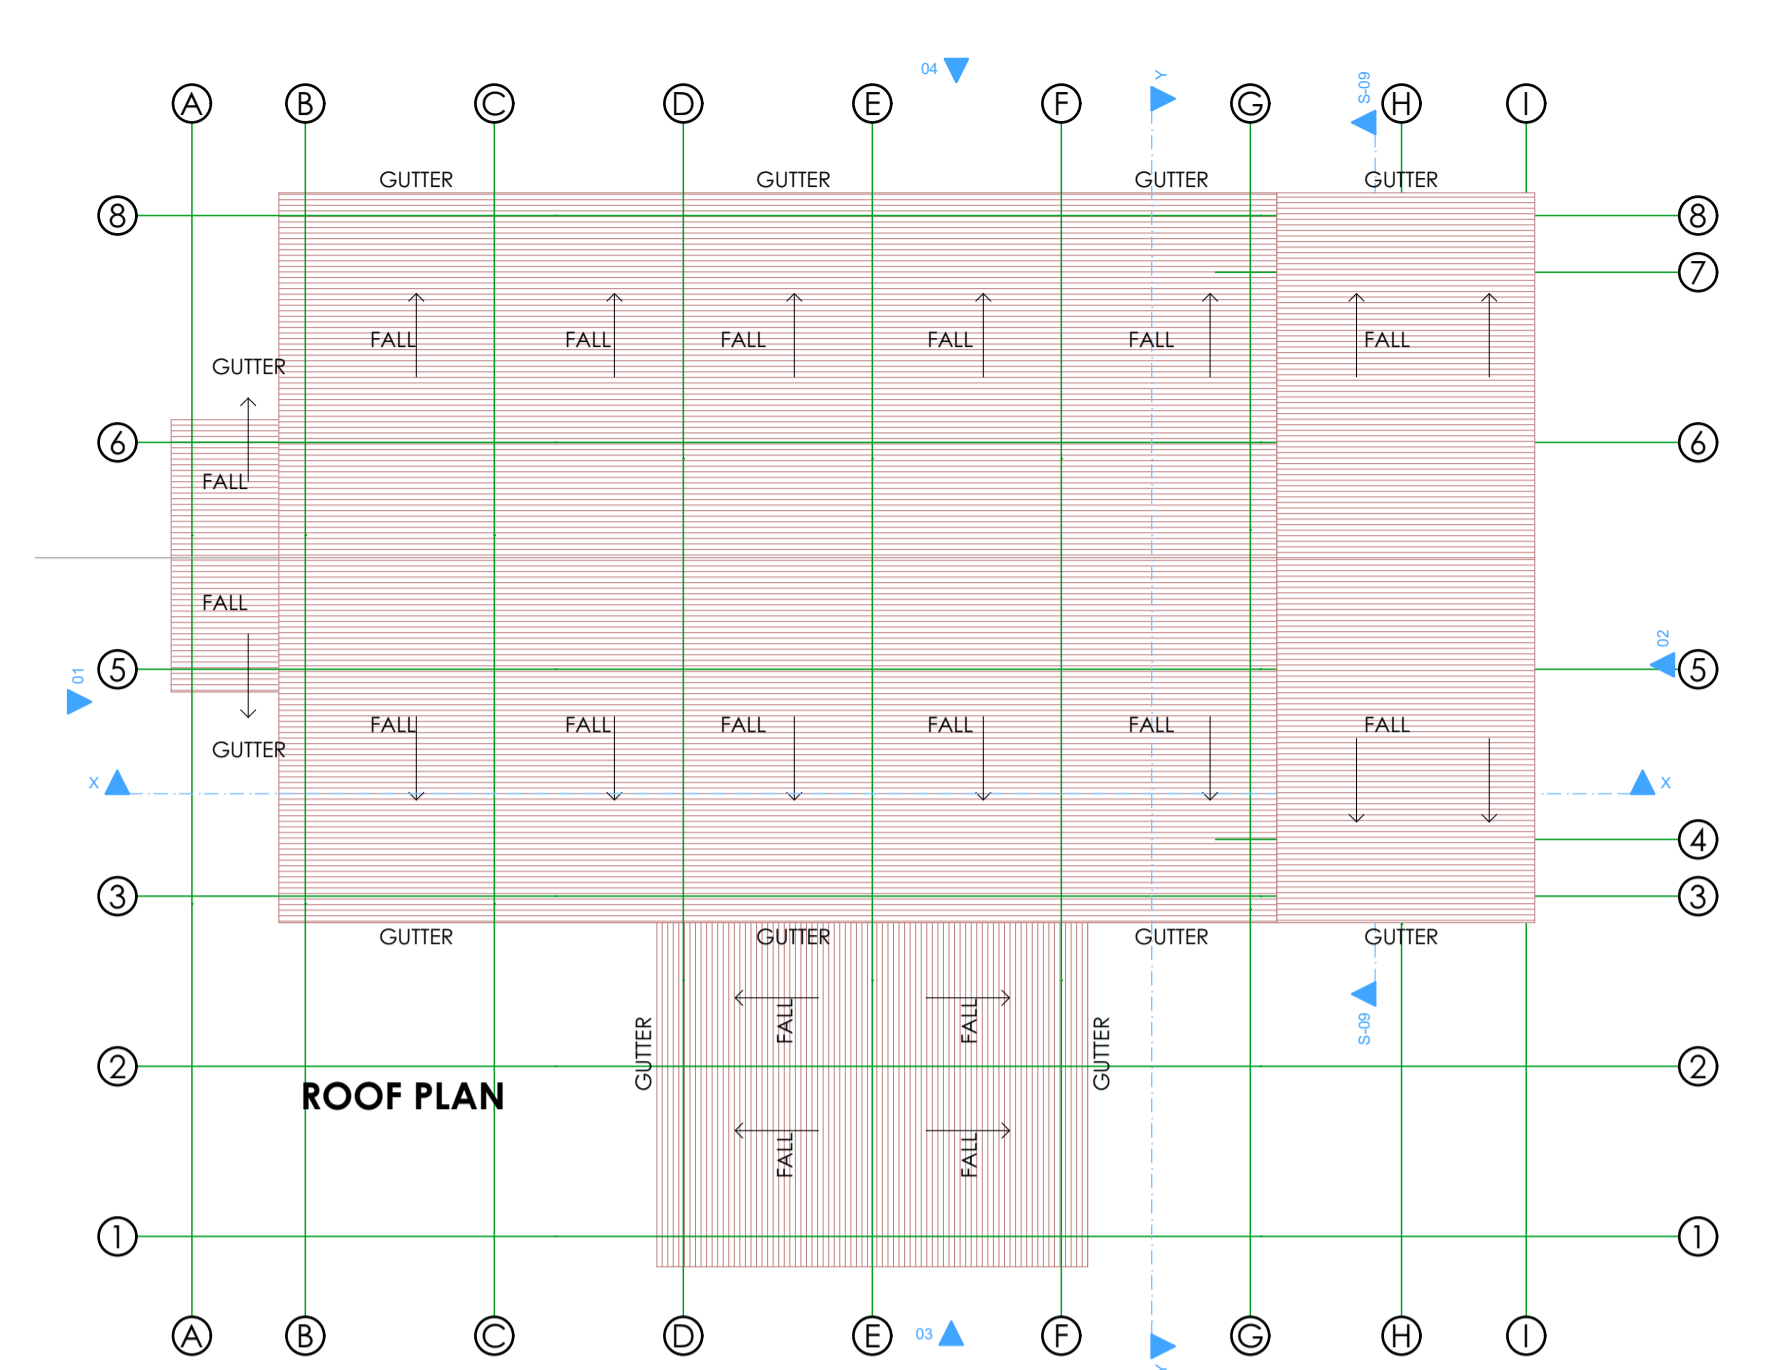 04
Y
S-09
A B C D E F G H I
GUTTER GUTTER GUTTER GUTTER
8 8
7
FALL FALL FALL FALL FALL FALL
GUTTER
6 6
FALL
FALL
02
5 5
01
FALL FALL FALL FALL FALL FALL
GUTTER
X X
4
3 3
GUTTER GUTTER GUTTER GUTTER
FALL FALL
S-09
GUTTER GUTTER
2 2
ROOF PLAN
FALL FALL
1 1
A B C D E F G H I
03
Y